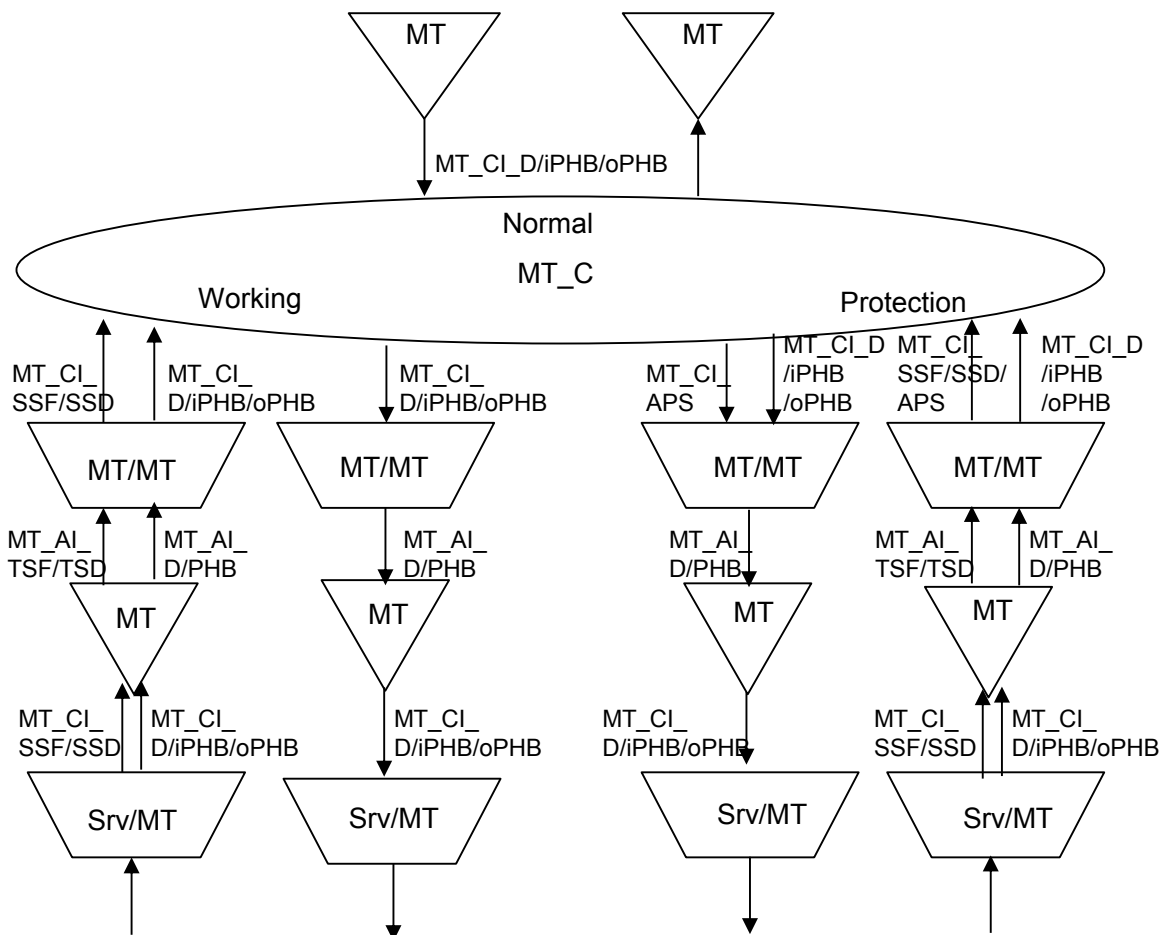 MT
MT
MT_CI_D/iPHB/oPHB
Normal
MT_C
Working
Protection
MT_CI_
SSF/SSD
MT_CI_
D/iPHB/oPHB
MT_CI_
D/iPHB/oPHB
MT_CI_
APS
MT_CI_D
/iPHB
/oPHB
MT_CI_
SSF/SSD/
APS
MT_CI_D
/iPHB
/oPHB
MT/MT
MT/MT
MT/MT
MT/MT
MT_AI_
TSF/TSD
MT_AI_
D/PHB
MT_AI_
D/PHB
MT_AI_
D/PHB
MT_AI_
TSF/TSD
MT_AI_
D/PHB
MT
MT
MT
MT
MT_CI_
SSF/SSD
MT_CI_
D/iPHB/oPHB
MT_CI_
D/iPHB/oPHB
MT_CI_
D/iPHB/oPHB
MT_CI_
SSF/SSD
MT_CI_
D/iPHB/oPHB
Srv/MT
Srv/MT
Srv/MT
Srv/MT